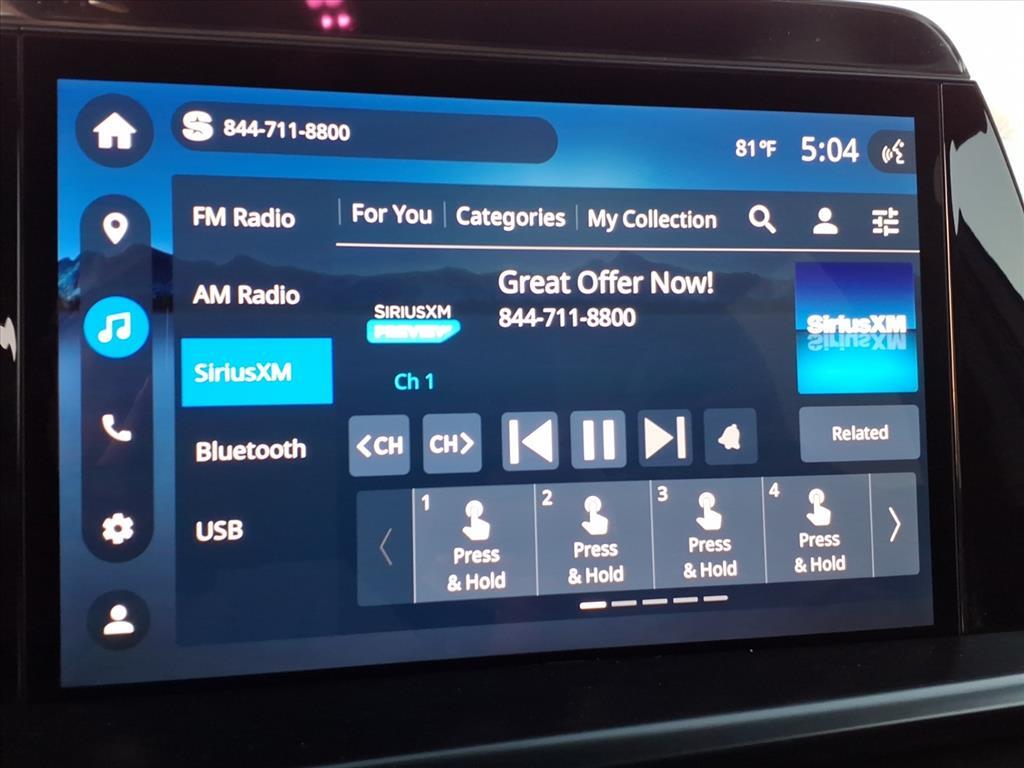 844-711-8800
81°F 5:04
FM Radio
For You
Categories
My Collection
AM Radio
SiriusXM
Bluetooth
USB
SIRIUSXM
PREVIEW
Great Offer Now!
844-711-8800
Ch 1
SiriusXM
<CH
CH>
Related
1
Press
& Hold
2
Press
& Hold
3
Press
& Hold
4
Press
& Hold